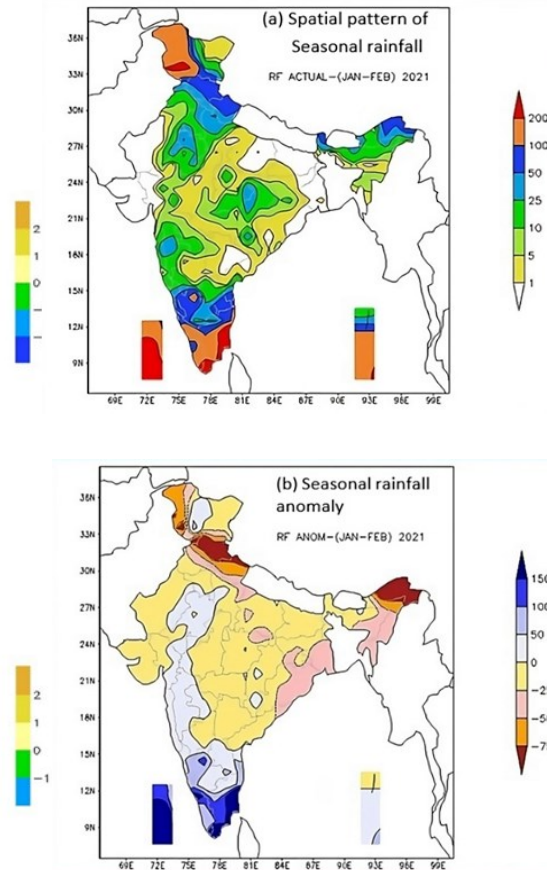 (a) Spatial pattern of
Seasonal rainfall
RF ACTUAL-(JAN-FEB) 2021
36N
33N
30N
27N
24N
21N
18N
15N
12N
9N
69E 72E 75E 78E 81E 84E 87E 90E 93E 96E 99E
2
1
0
-1
200
100
50
25
10
5
1
(b) Seasonal rainfall
anomaly
RF ANOM-(JAN-FEB) 2021
36N
33N
30N
27N
24N
21N
18N
15N
12N
9N
69E 72E 75E 78E 81E 84E 87E 90E 93E 96E 99E
2
1
0
-1
150
100
50
0
-25
-50
-75